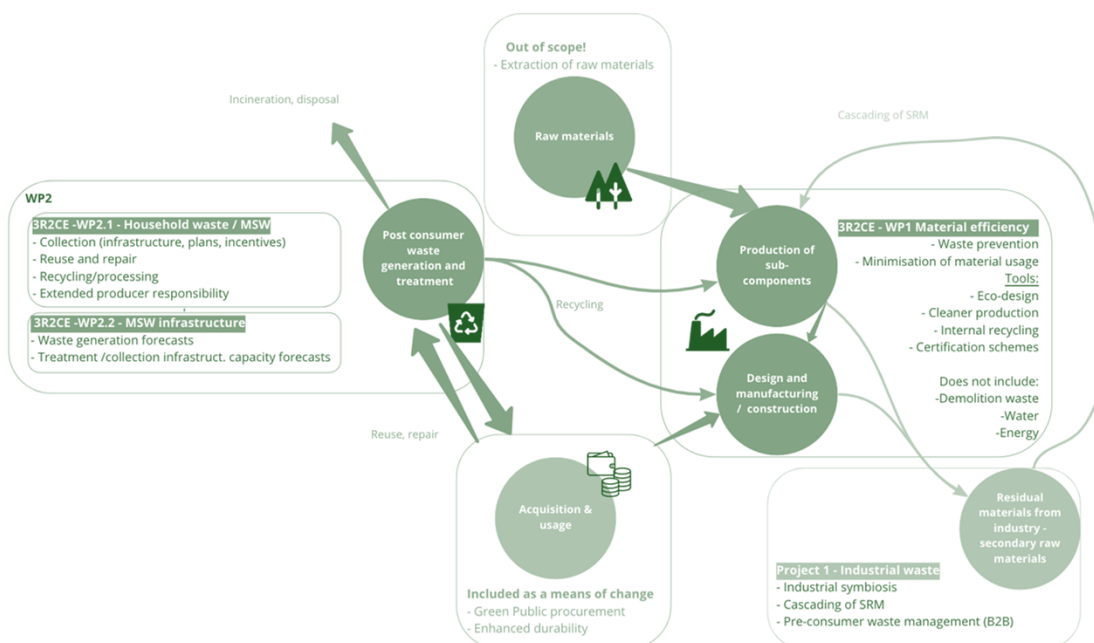 Out of scope!
- Extraction of raw materials
Raw materials
Incineration, disposal
Cascading of SRM
WP2
3R2CE -WP2.1 - Household waste / MSW
- Collection (infrastructure, plans, incentives)
- Reuse and repair
- Recycling/processing
- Extended producer responsibility
3R2CE -WP2.2 - MSW infrastructure
- Waste generation forecasts
- Treatment /collection infrastruct. capacity forecasts
Post consumer
waste
generation and
treatment
Recycling
Reuse, repair
Production of
sub-
components
Design and
manufacturing
/ construction
3R2CE - WP1 Material efficiency
- Waste prevention
- Minimisation of material usage
Tools:
- Eco-design
- Cleaner production
- Internal recycling
- Certification schemes
Does not include:
-Demolition waste
-Water
-Energy
Acquisition &
usage
Included as a means of change
- Green Public procurement
- Enhanced durability
Residual
materials from
industry -
secondary raw
materials
Project 1 - Industrial waste
- Industrial symbiosis
- Cascading of SRM
- Pre-consumer waste management (B2B)